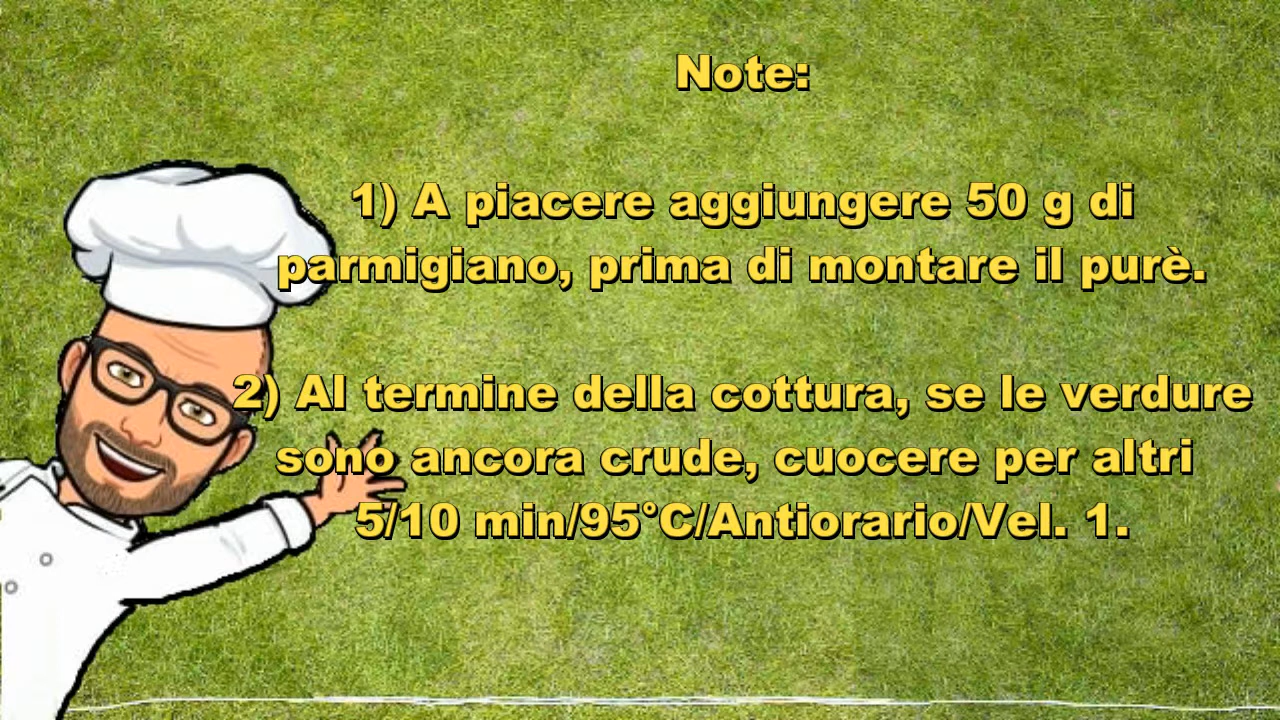 Note:
1) A piacere aggiungere 50 g di
parmigiano, prima di montare il purè.
2) Al termine della cottura, se le verdure
sono ancora crude, cuocere per altri
5/10 min/95°C/Antiorario/Vel. 1.